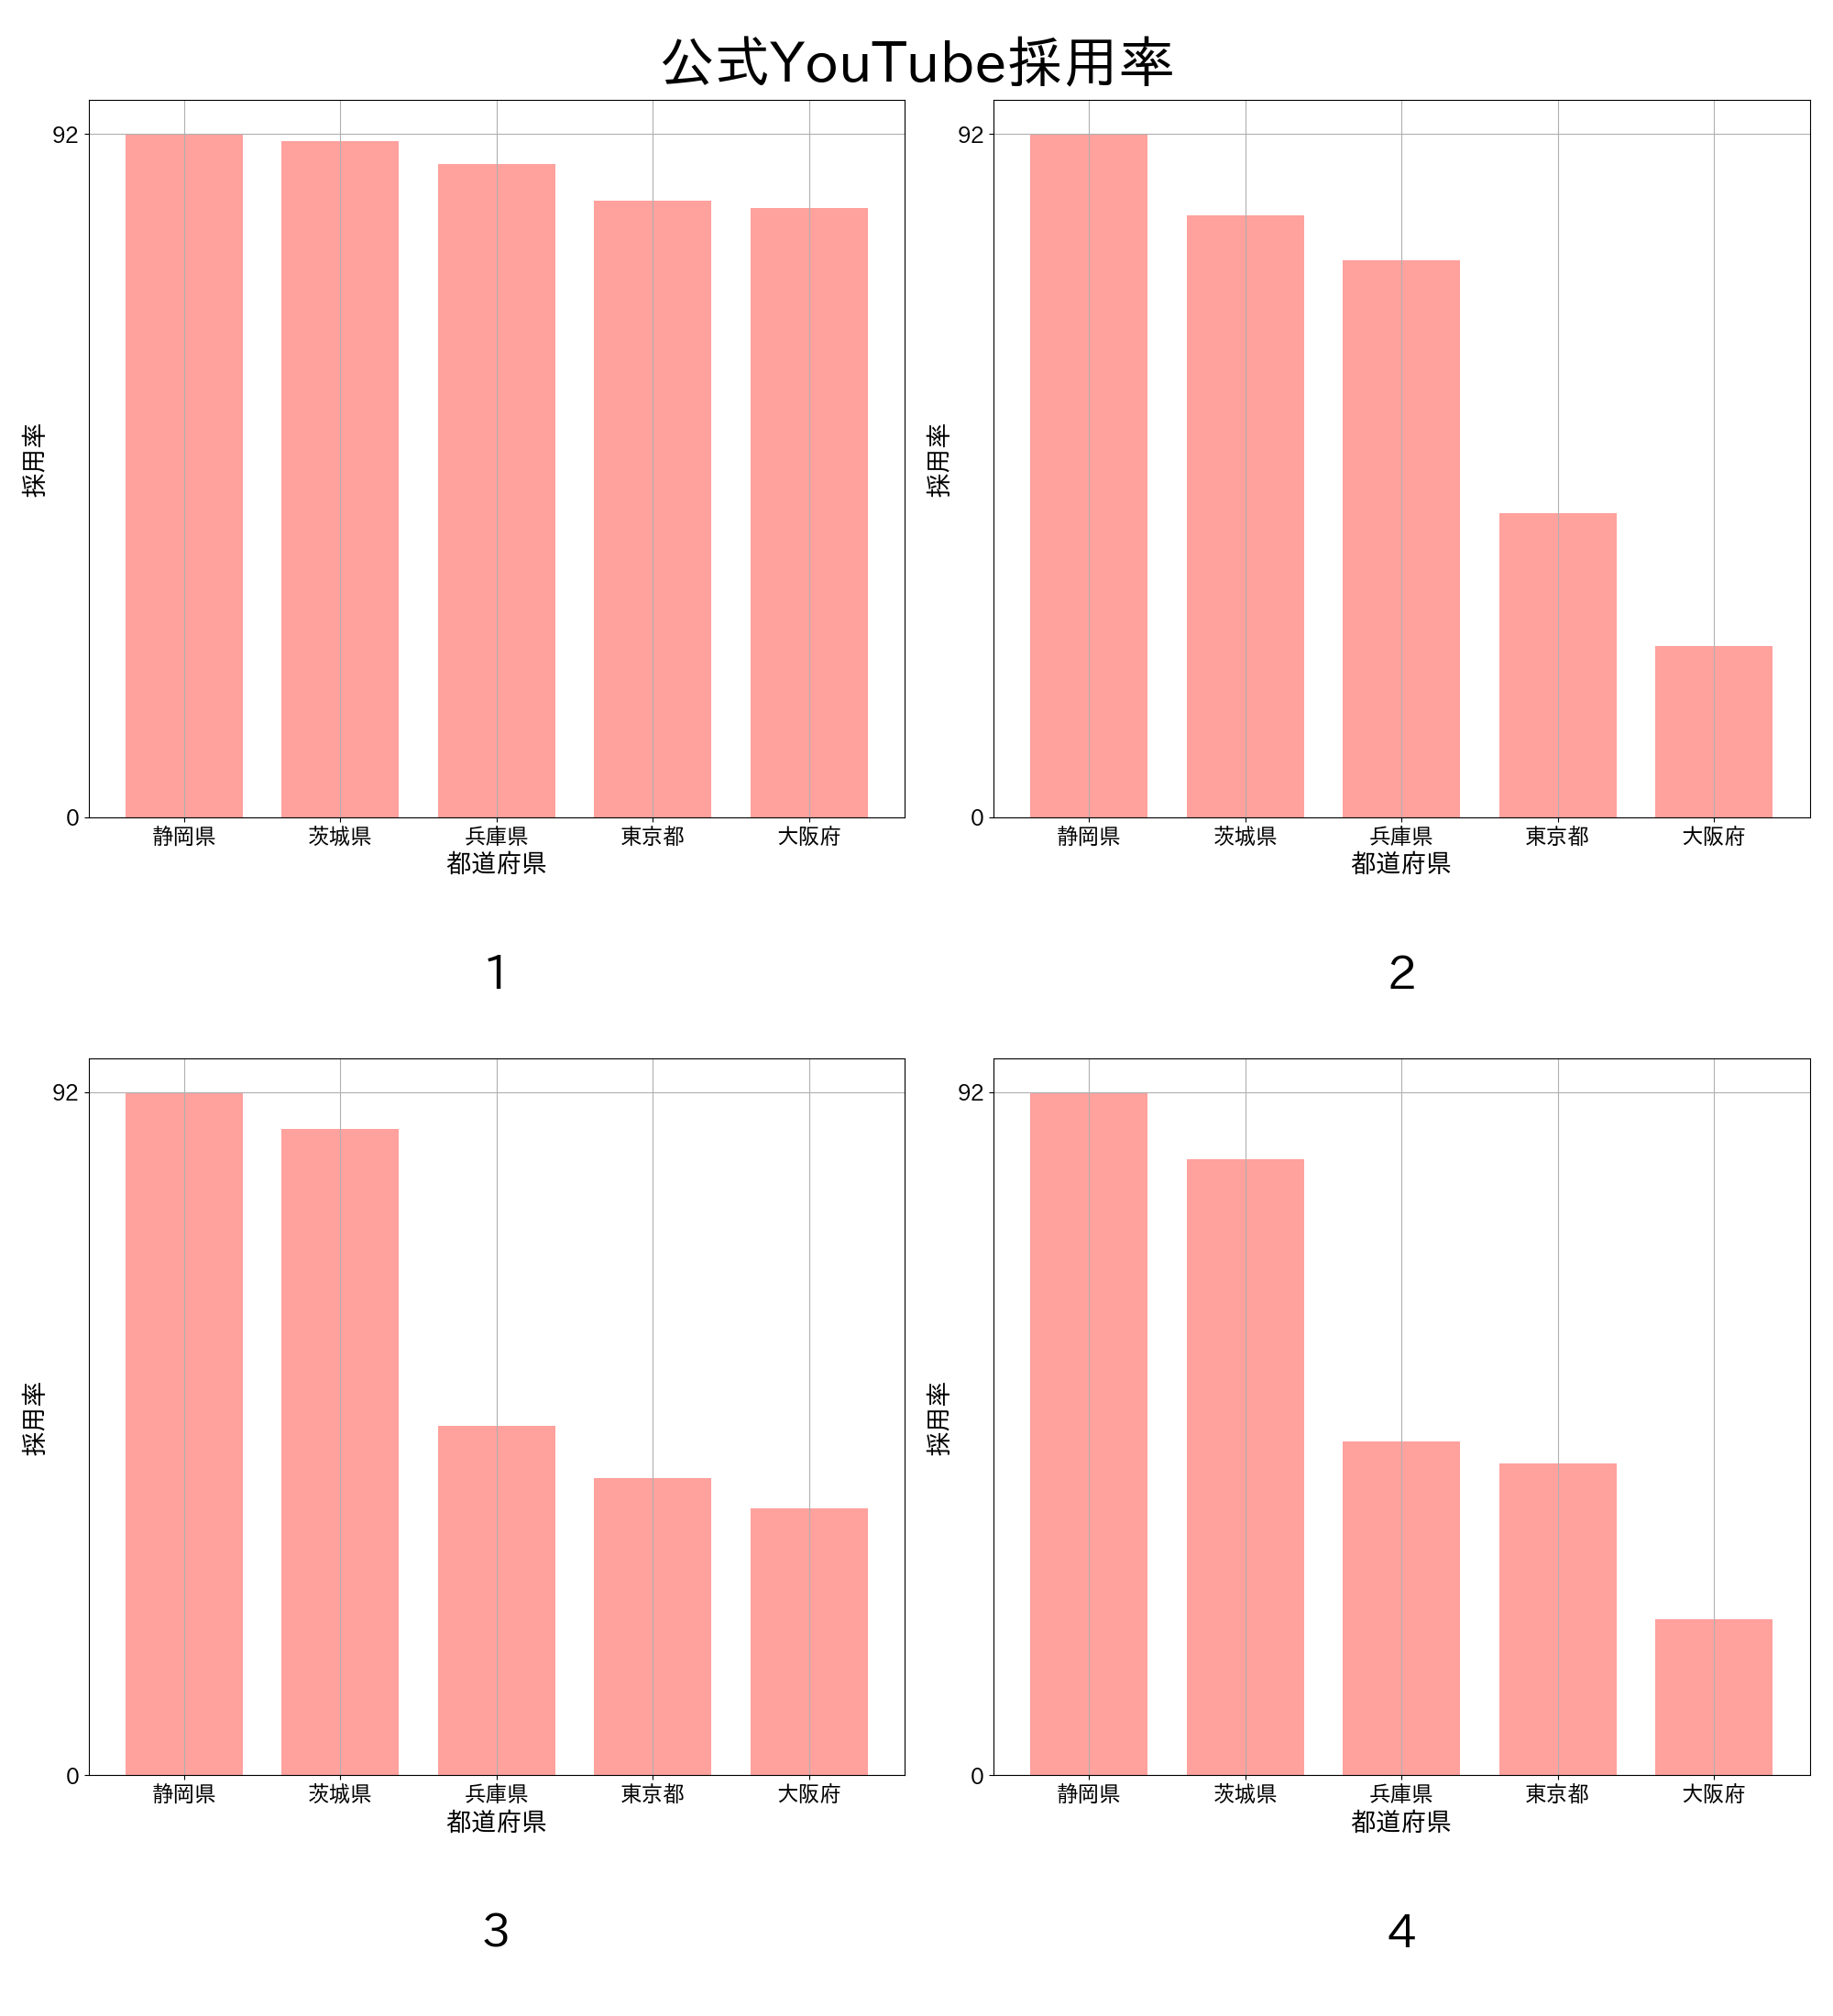 公式YouTube採用率
92
0
採用率
静岡県 茨城県 兵庫県 東京都 大阪府
都道府県
1
92
0
採用率
静岡県 茨城県 兵庫県 東京都 大阪府
都道府県
2
92
0
採用率
静岡県 茨城県 兵庫県 東京都 大阪府
都道府県
3
92
0
採用率
静岡県 茨城県 兵庫県 東京都 大阪府
都道府県
4